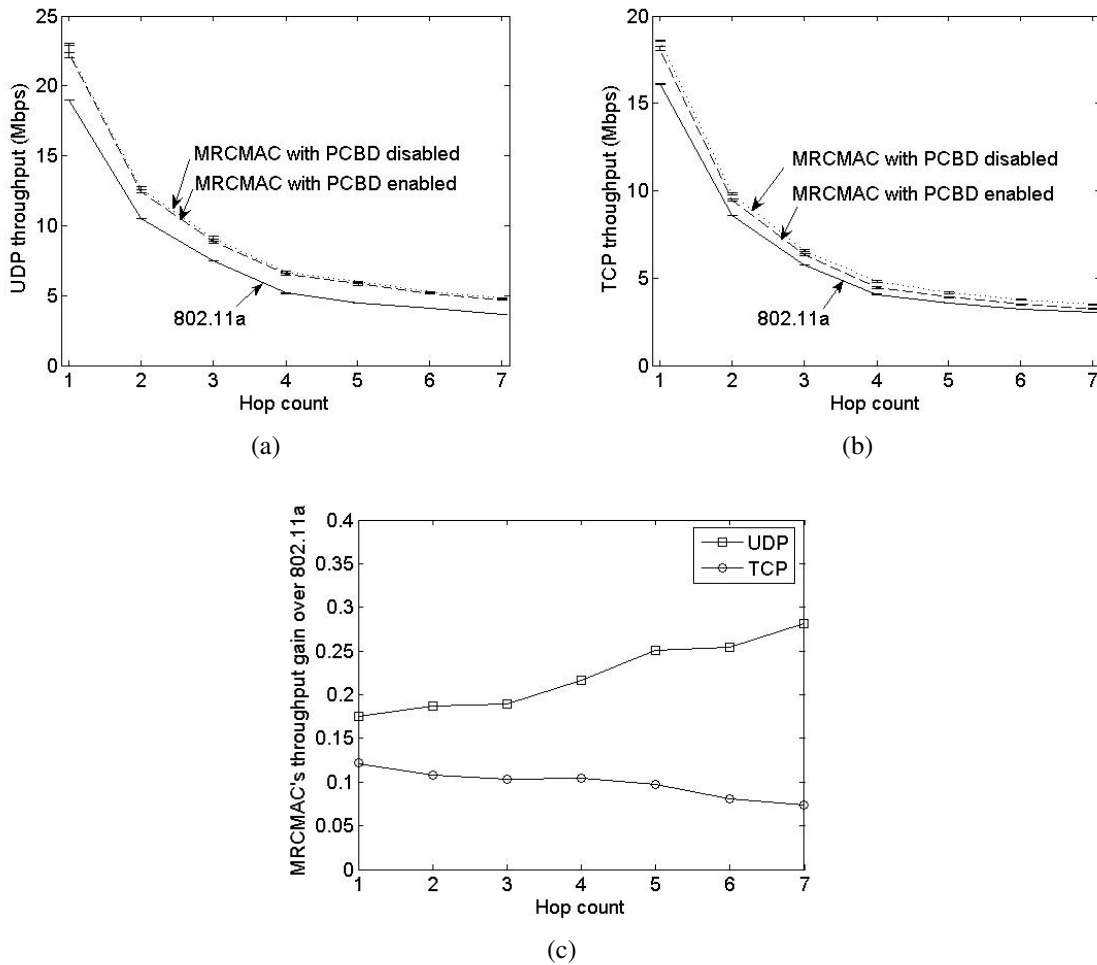 25
20
15
10
5
0
UDP throughput (Mbps)
MRCMAC with PCBD disabled
MRCMAC with PCBD enabled
802.11a
1 2 3 4 5 6 7
Hop count
(a)
20
15
10
5
0
TCP trhoughput (Mbps)
MRCMAC with PCBD disabled
MRCMAC with PCBD enabled
802.11a
1 2 3 4 5 6 7
Hop count
(b)
0.4
0.35
0.3
0.25
0.2
0.15
0.1
0.05
0
MRCMAC's throughput gain over 802.11a
UDP
TCP
1 2 3 4 5 6 7
Hop count
(c)